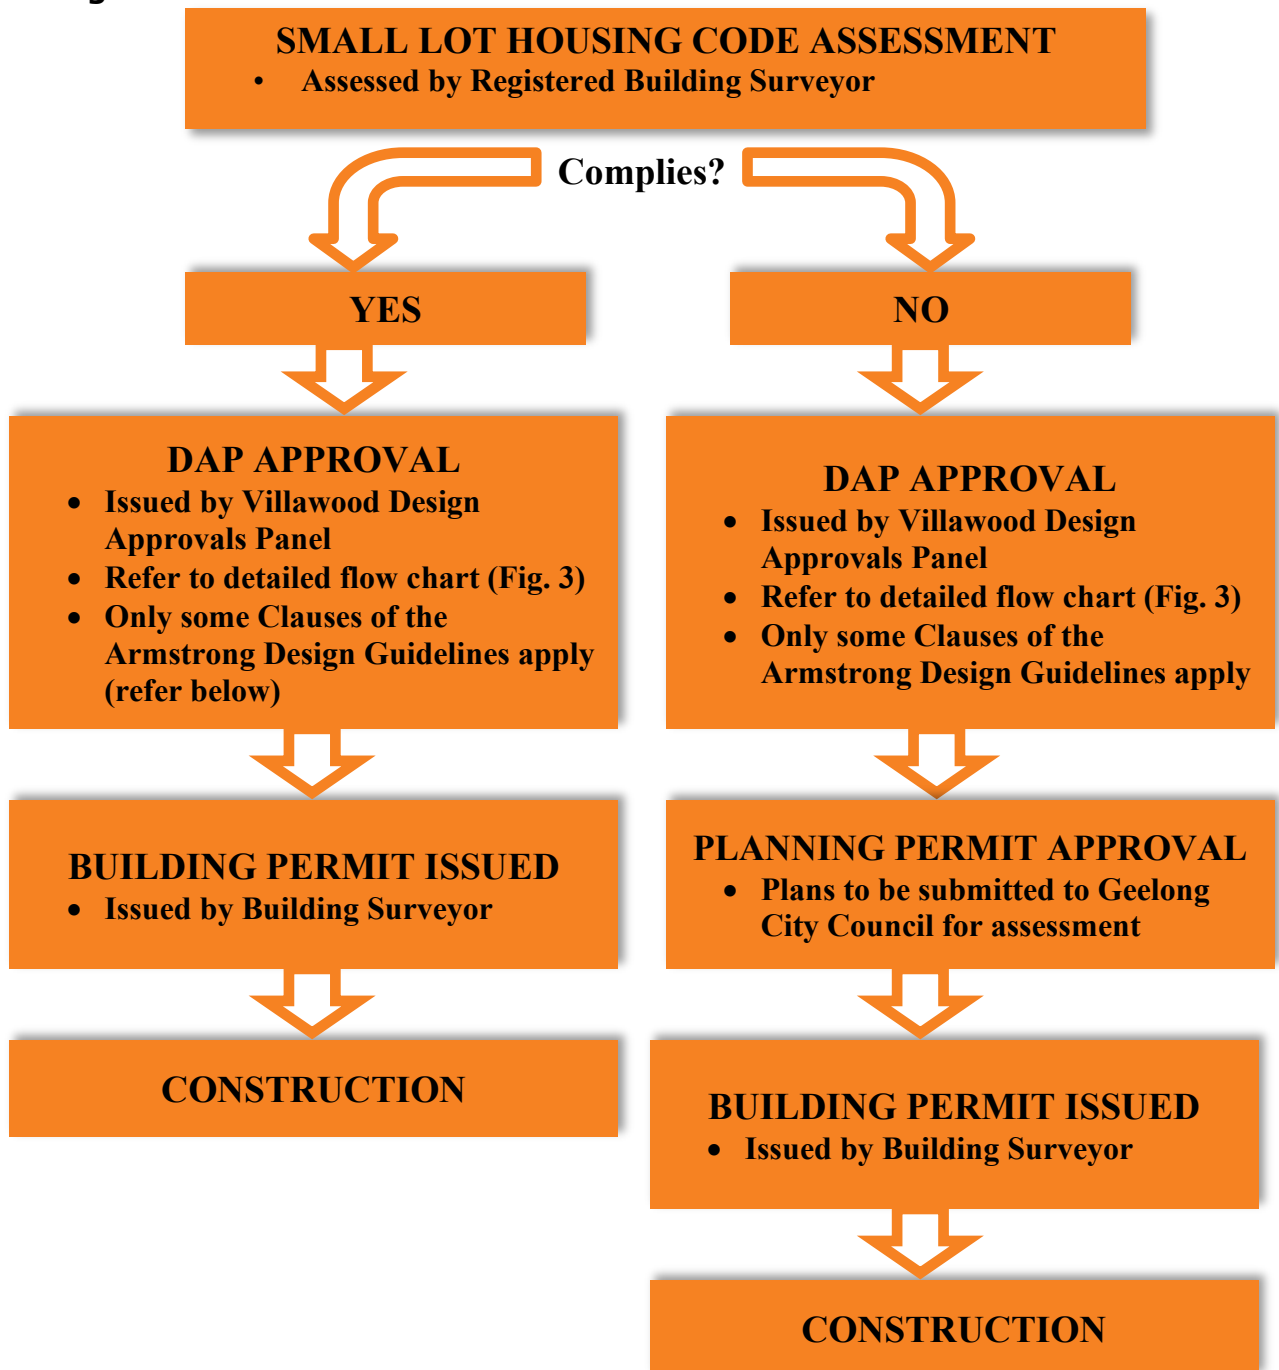 SMALL LOT HOUSING CODE ASSESSMENT
• Assessed by Registered Building Surveyor
Complies?
YES
NO
DAP APPROVAL
• Issued by Villawood Design
Approvals Panel
• Refer to detailed flow chart (Fig. 3)
• Only some Clauses of the
Armstrong Design Guidelines apply
(refer below)
DAP APPROVAL
• Issued by Villawood Design
Approvals Panel
• Refer to detailed flow chart (Fig. 3)
• Only some Clauses of the
Armstrong Design Guidelines apply
BUILDING PERMIT ISSUED
• Issued by Building Surveyor
PLANNING PERMIT APPROVAL
• Plans to be submitted to Geelong
City Council for assessment
CONSTRUCTION
BUILDING PERMIT ISSUED
• Issued by Building Surveyor
CONSTRUCTION